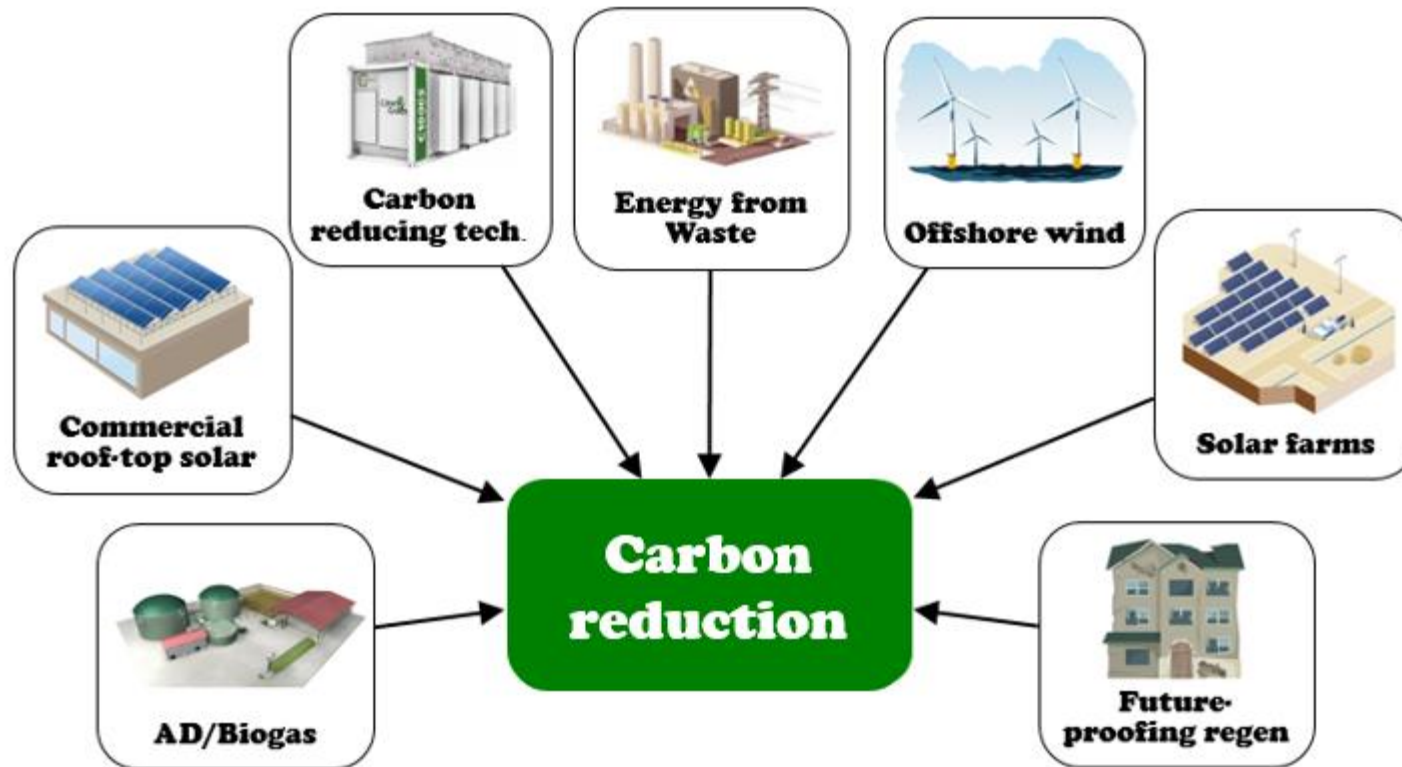 Carbon
reducing tech.
Energy from
Waste
Offshore wind
Commercial
roof-top solar
Solar farms
Carbon
reduction
AD/Biogas
Future-
proofing regen